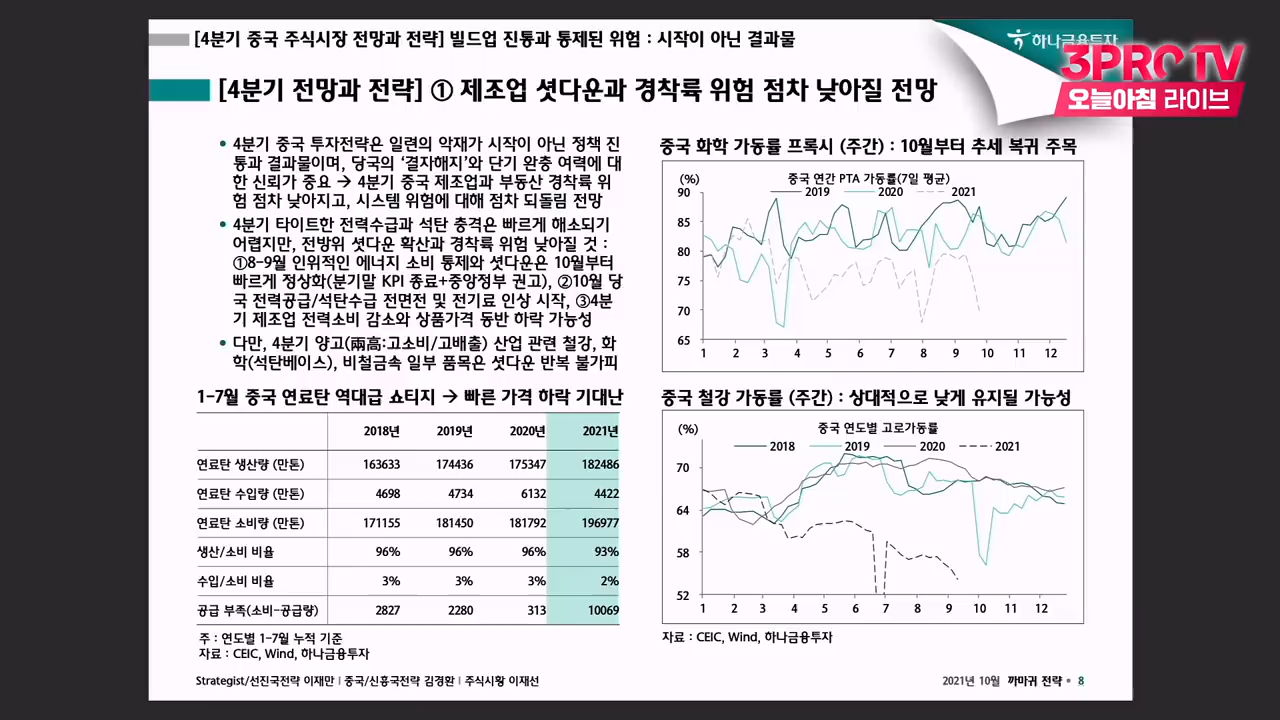 [4분기 중국 주식시장 전망과 전략] 빌드업 진통과 통제된 위험 : 시작이 아닌 결과물
하나금융투자
3PRO TV
오늘아침 라이브
[4분기 전망과 전략] ① 제조업 셧다운과 경착륙 위험 점차 낮아질 전망
• 4분기 중국 투자전략은 일련의 악재가 시작이 아닌 정책 진
통과 결과물이며, 당국의 ‘결자해지’와 단기 완충 여력에 대
한 신뢰가 중요 → 4분기 중국 제조업과 부동산 경착륙 위
험 점차 낮아지고, 시스템 위험에 대해 점차 되돌림 전망
• 4분기 타이트한 전력수급과 석탄 충격은 빠르게 해소되기
어렵지만, 전방위 셧다운 확산과 경착륙 위험 낮아질 것 :
①8-9월 인위적인 에너지 소비 통제와 셧다운은 10월부터
빠르게 정상화(분기말 KPI 종료+중앙정부 권고), ②10월 당
국 전력공급/석탄수급 전면전 및 전기료 인상 시작, ③4분
기 제조업 전력소비 감소와 상품가격 동반 하락 가능성
• 다만, 4분기 양고(兩高:고소비/고배출) 산업 관련 철강, 화
학(석탄베이스), 비철금속 일부 품목은 셧다운 반복 불가피
1-7월 중국 연료탄 역대급 쇼티지 → 빠른 가격 하락 기대난
2018년 2019년 2020년 2021년
연료탄 생산량 (만톤) 163633 174436 175347 182486
연료탄 수입량 (만톤) 4698 4734 6132 4422
연료탄 소비량 (만톤) 171155 181450 181792 196977
생산/소비 비율 96% 96% 96% 93%
수입/소비 비율 3% 3% 3% 2%
공급 부족(소비-공급량) 2827 2280 313 10069
주 : 연도별 1-7월 누적 기준
자료 : CEIC, Wind, 하나금융투자
중국 화학 가동률 프록시 (주간) : 10월부터 추세 복귀 주목
(%) 중국 연간 PTA 가동률(7일 평균)
2019 2020 2021
90
85
80
75
70
65
1 2 3 4 5 6 7 8 9 10 11 12
중국 철강 가동률 (주간) : 상대적으로 낮게 유지될 가능성
(%) 중국 연도별 고로가동률
2018 2019 2020 2021
70
64
58
52
1 2 3 4 5 6 7 8 9 10 11 12
자료 : CEIC, Wind, 하나금융투자
Strategist/선진국전략 이재만 | 중국/신흥국전략 김경환 | 주식시황 이재선
2021년 10월 까마귀 전략 • 8